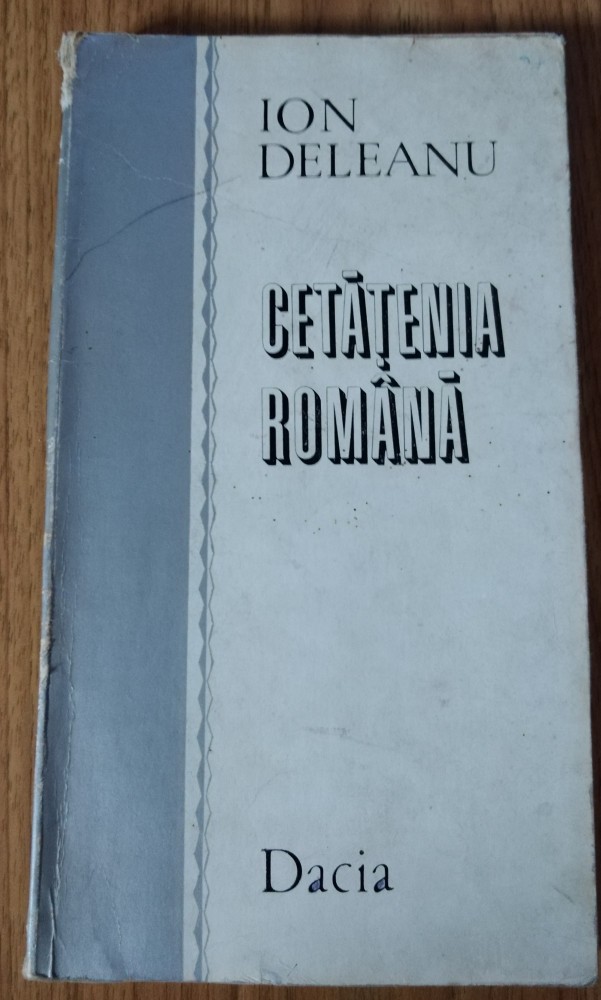 ION
DELEANU
CETĂȚENIA
ROMÂNĂ
Dacia